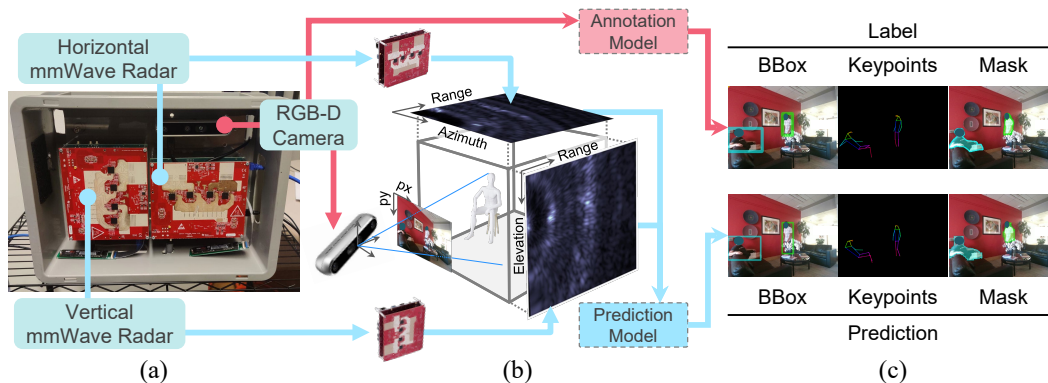 Horizontal
mmWave Radar
RGB-D
Camera
Vertical
mmWave Radar
(a)
Range
Azimuth
Range
Elevation
px
py
Annotation
Model
Prediction
Model
(b)
Label
BBox Keypoints Mask
BBox Keypoints Mask
Prediction
(c)